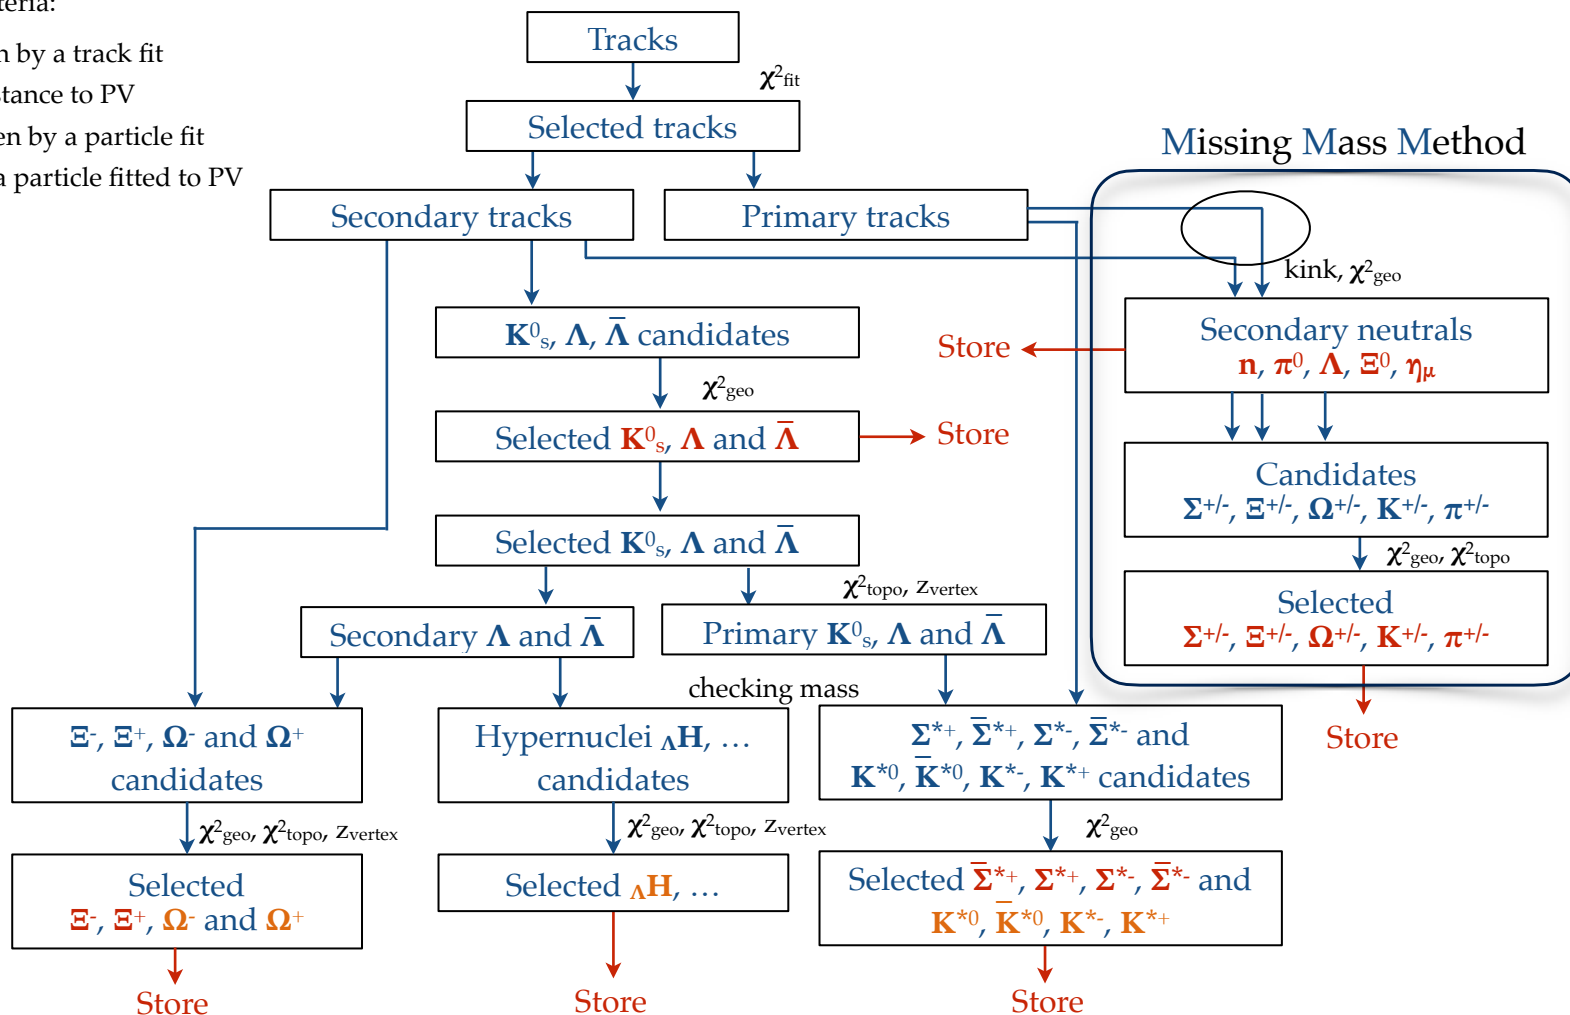 by a track fit
to PV
by a particle fit
a particle fitted to PV
Tracks
χ²fit
Selected tracks
Missing Mass Method
Secondary tracks
Primary tracks
kink, χ²geo
K⁰s, Λ, Λ̅ candidates
Store
Secondary neutrals
n, π⁰, Λ, Ξ⁰, ημ
χ²geo
Selected K⁰s, Λ and Λ̅
Store
Candidates
Σ+/-, Ξ+/-, Ω+/-, K+/-, π+/-
Selected K⁰s, Λ and Λ̅
χ²geo, χ²topo
χ²topo, zvertex
Selected
Σ+/-, Ξ+/-, Ω+/-, K+/-, π+/-
Secondary Λ and Λ̅
Primary K⁰s, Λ and Λ̅
checking mass
Store
Ξ-, Ξ+, Ω- and Ω+
candidates
Hypernuclei ΛH, …
candidates
Σ*+, Σ̅*+, Σ*-, Σ̅*- and
K*0, K̅*0, K*-, K*+ candidates
χ²geo, χ²topo, zvertex
χ²geo, χ²topo, zvertex
χ²geo
Selected
Ξ-, Ξ+, Ω- and Ω+
Selected ΛH, …
Selected Σ̅*+, Σ*+, Σ*-, Σ̅*- and
K*0, K̅*0, K*-, K*+
Store
Store
Store